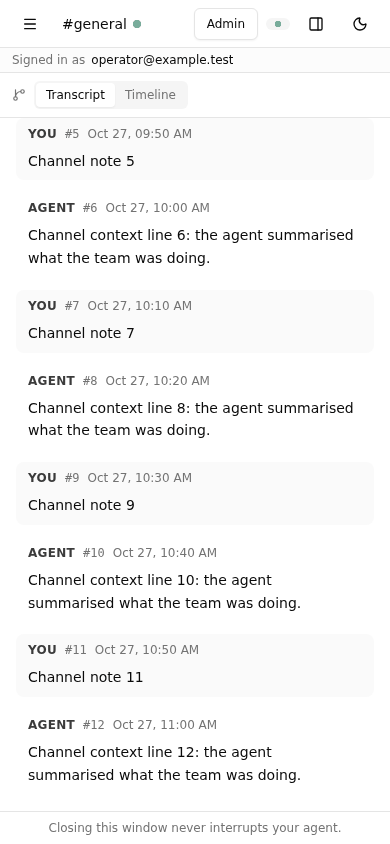 #general
Admin
Signed in as operator@example.test
Transcript Timeline
YOU #5 Oct 27, 09:50 AM
Channel note 5
AGENT #6 Oct 27, 10:00 AM
Channel context line 6: the agent summarised
what the team was doing.
YOU #7 Oct 27, 10:10 AM
Channel note 7
AGENT #8 Oct 27, 10:20 AM
Channel context line 8: the agent summarised
what the team was doing.
YOU #9 Oct 27, 10:30 AM
Channel note 9
AGENT #10 Oct 27, 10:40 AM
Channel context line 10: the agent
summarised what the team was doing.
YOU #11 Oct 27, 10:50 AM
Channel note 11
AGENT #12 Oct 27, 11:00 AM
Channel context line 12: the agent
summarised what the team was doing.
Closing this window never interrupts your agent.